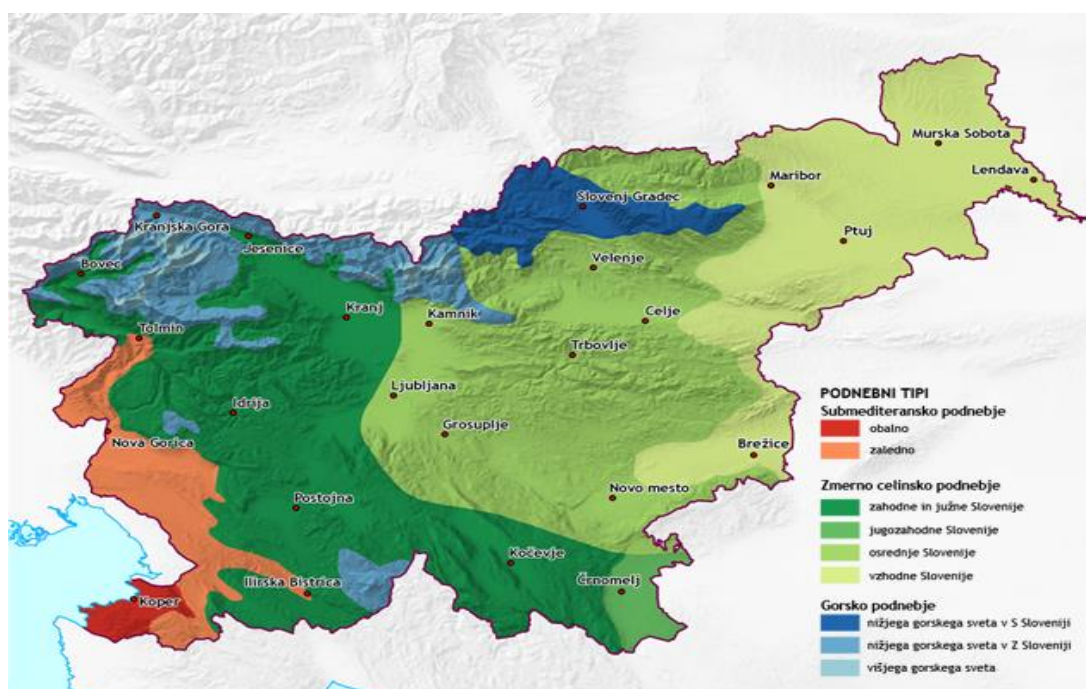 Murska Sobota
Lendava
Maribor
Slovenj Gradec
Kranjska Gora
Jesenice
Ptuj
Bovec
Velenje
Kranj
Kamnik
Celje
Tolmin
Trbovlje
Ljubljana
Idrija
Grosuplje
Nova Gorica
Brežice
Postojna
Novo mesto
Kočevje
Ilirska Bistrica
Črnomelj
Koper
PODNEBNI TIPI
Submediteransko podnebje
obalno
zaledno
Zmerno celinsko podnebje
zahodne in južne Slovenije
jugozahodne Slovenije
osrednje Slovenije
vzhodne Slovenije
Gorsko podnebje
nižjega gorskega sveta v S Sloveniji
nižjega gorskega sveta v Z Sloveniji
višjega gorskega sveta